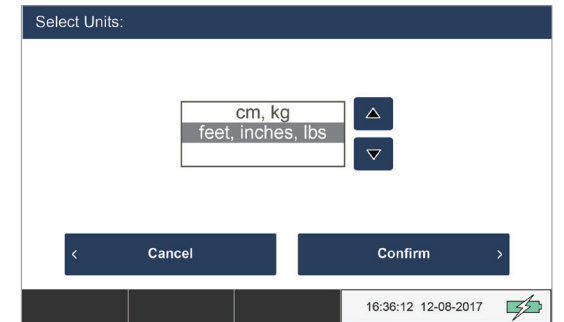 Select Units:
cm, kg
feet, inches, lbs
< Cancel
Confirm >
16:36:12 12-08-2017